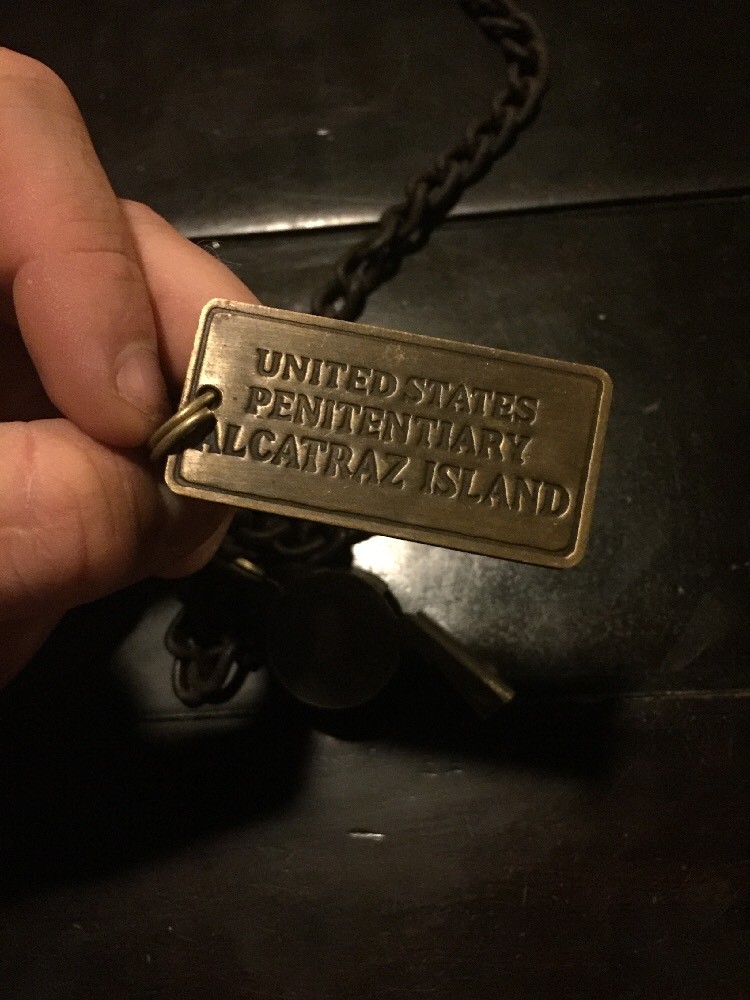 UNITED STATES
PENITENTIARY
ALCATRAZ ISLAND